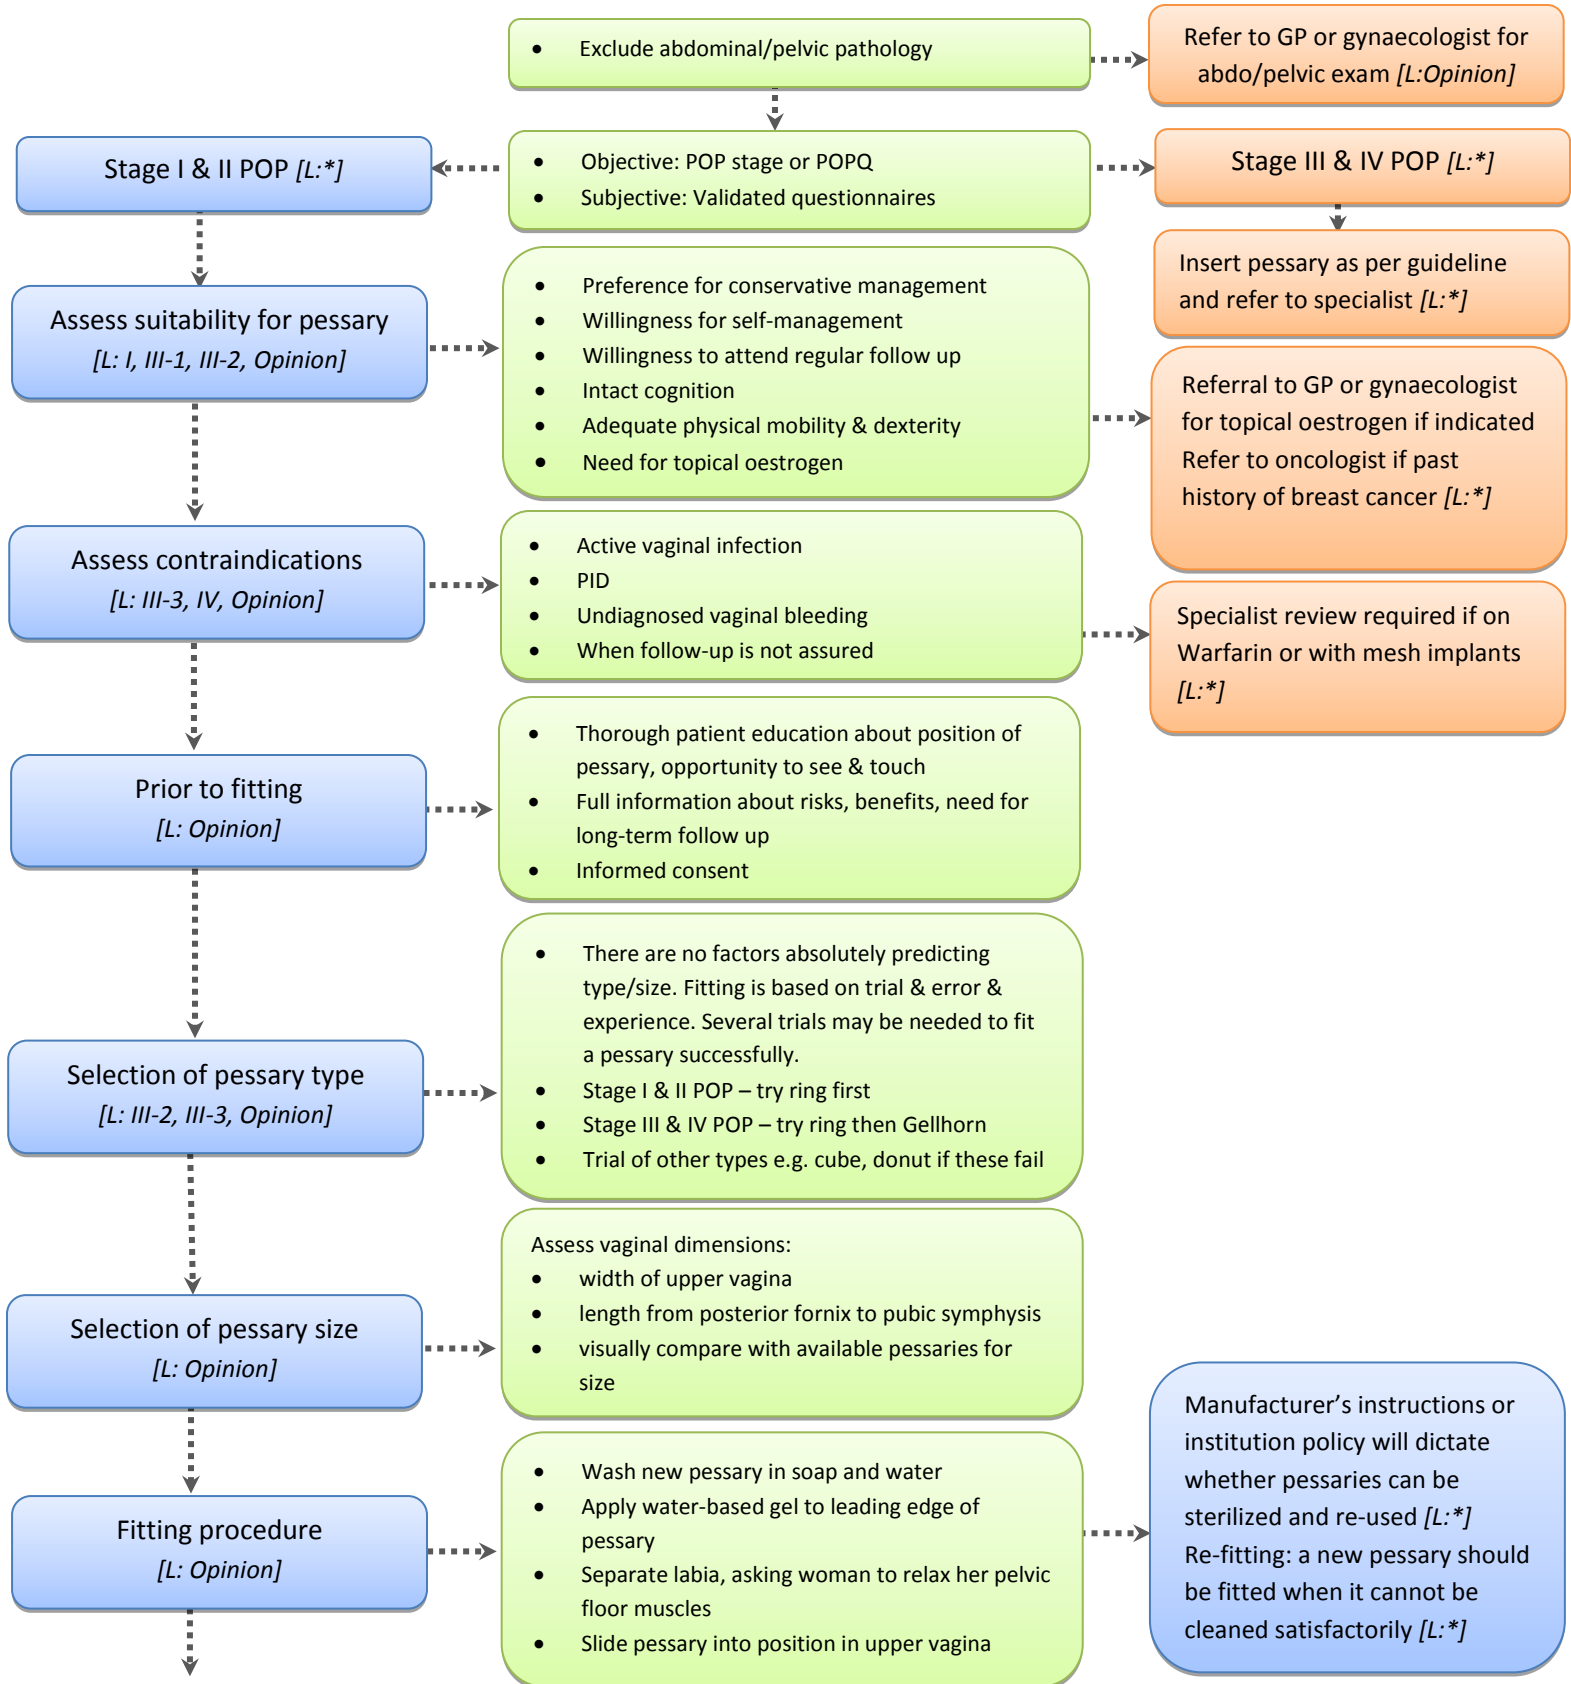 • Exclude abdominal/pelvic pathology
Refer to GP or gynaecologist for
abdo/pelvic exam [L:Opinion]
Stage I & II POP [L:*]
• Objective: POP stage or POPQ
• Subjective: Validated questionnaires
Stage III & IV POP [L:*]
Insert pessary as per guideline
and refer to specialist [L:*]
Assess suitability for pessary
[L: I, III-1, III-2, Opinion]
• Preference for conservative management
• Willingness for self-management
• Willingness to attend regular follow up
• Intact cognition
• Adequate physical mobility & dexterity
• Need for topical oestrogen
Referral to GP or gynaecologist
for topical oestrogen if indicated
Refer to oncologist if past
history of breast cancer [L:*]
Assess contraindications
[L: III-3, IV, Opinion]
• Active vaginal infection
• PID
• Undiagnosed vaginal bleeding
• When follow-up is not assured
Specialist review required if on
Warfarin or with mesh implants
[L:*]
Prior to fitting
[L: Opinion]
• Thorough patient education about position of
pessary, opportunity to see & touch
• Full information about risks, benefits, need for
long-term follow up
• Informed consent
Selection of pessary type
[L: III-2, III-3, Opinion]
• There are no factors absolutely predicting
type/size. Fitting is based on trial & error &
experience. Several trials may be needed to fit
a pessary successfully.
• Stage I & II POP – try ring first
• Stage III & IV POP – try ring then Gellhorn
• Trial of other types e.g. cube, donut if these fail
Selection of pessary size
[L: Opinion]
Assess vaginal dimensions:
• width of upper vagina
• length from posterior fornix to pubic symphysis
• visually compare with available pessaries for
size
Fitting procedure
[L: Opinion]
• Wash new pessary in soap and water
• Apply water-based gel to leading edge of
pessary
• Separate labia, asking woman to relax her pelvic
floor muscles
• Slide pessary into position in upper vagina
Manufacturer’s instructions or
institution policy will dictate
whether pessaries can be
sterilized and re-used [L:*]
Re-fitting: a new pessary should
be fitted when it cannot be
cleaned satisfactorily [L:*]